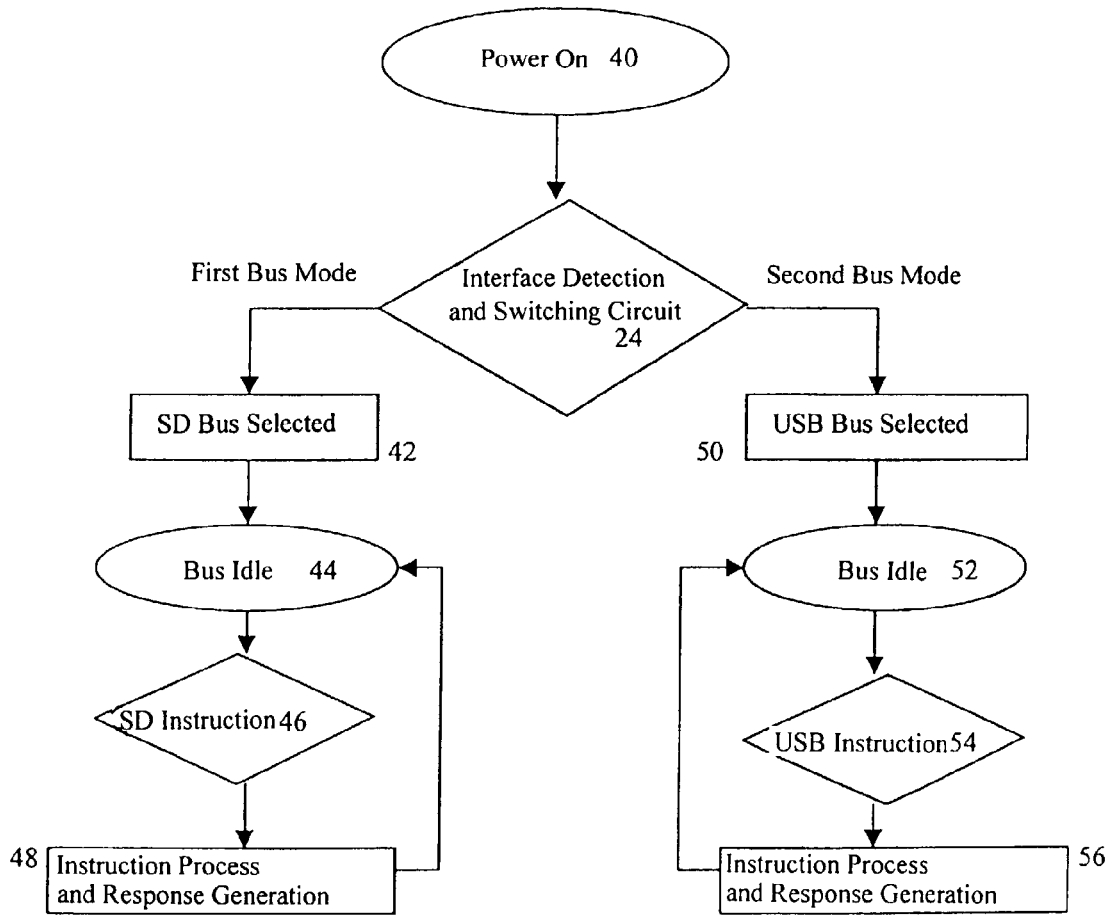 Power On 40
First Bus Mode
Interface Detection
and Switching Circuit
24
Second Bus Mode
SD Bus Selected
42
USB Bus Selected
50
Bus Idle 44
Bus Idle 52
SD Instruction 46
USB Instruction 54
48
Instruction Process
and Response Generation
Instruction Process
and Response Generation
56